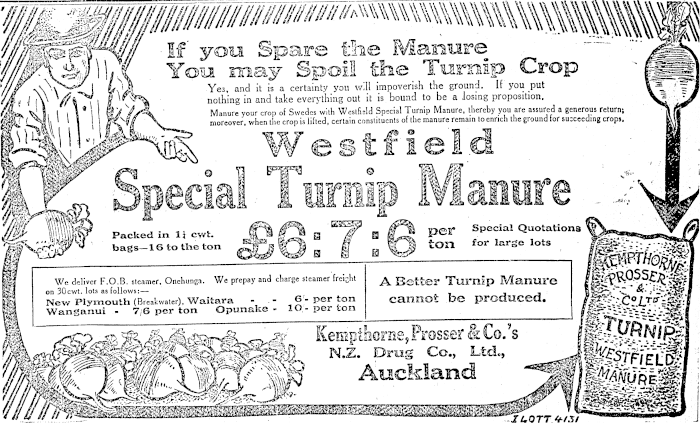 If you Spare the Manure
You may Spoil the Turnip Crop
Yes, and it is a certainty you will impoverish the ground. If you put
nothing in and take everything out it is bound to be a losing proposition.
Manure your crop of Swedes with Westfield Special Turnip Manure, thereby you are assured a generous return;
moreover, when the crop is lifted, certain constituents of the manure remain to enrich the ground for succeeding crops.
Westfield
Special Turnip Manure
Packed in 1¼ cwt.
bags—16 to the ton
£6:7:6 per
ton
Special Quotations
for large lots
We deliver F.O.B. steamer, Onehunga. We prepay and charge steamer freight
on 30cwt. lots as follows:—
New Plymouth (Breakwater), Waitara - - 6/- per ton
Wanganui - 7/6 per ton Opunake - 10/- per ton
A Better Turnip Manure
cannot be produced.
Kempthorne, Prosser & Co.'s
N.Z. Drug Co., Ltd.,
Auckland
KEMPTHORNE
PROSSER
& Co LTD
TURNIP
WESTFIELD
MANURE
ILOTT 4131